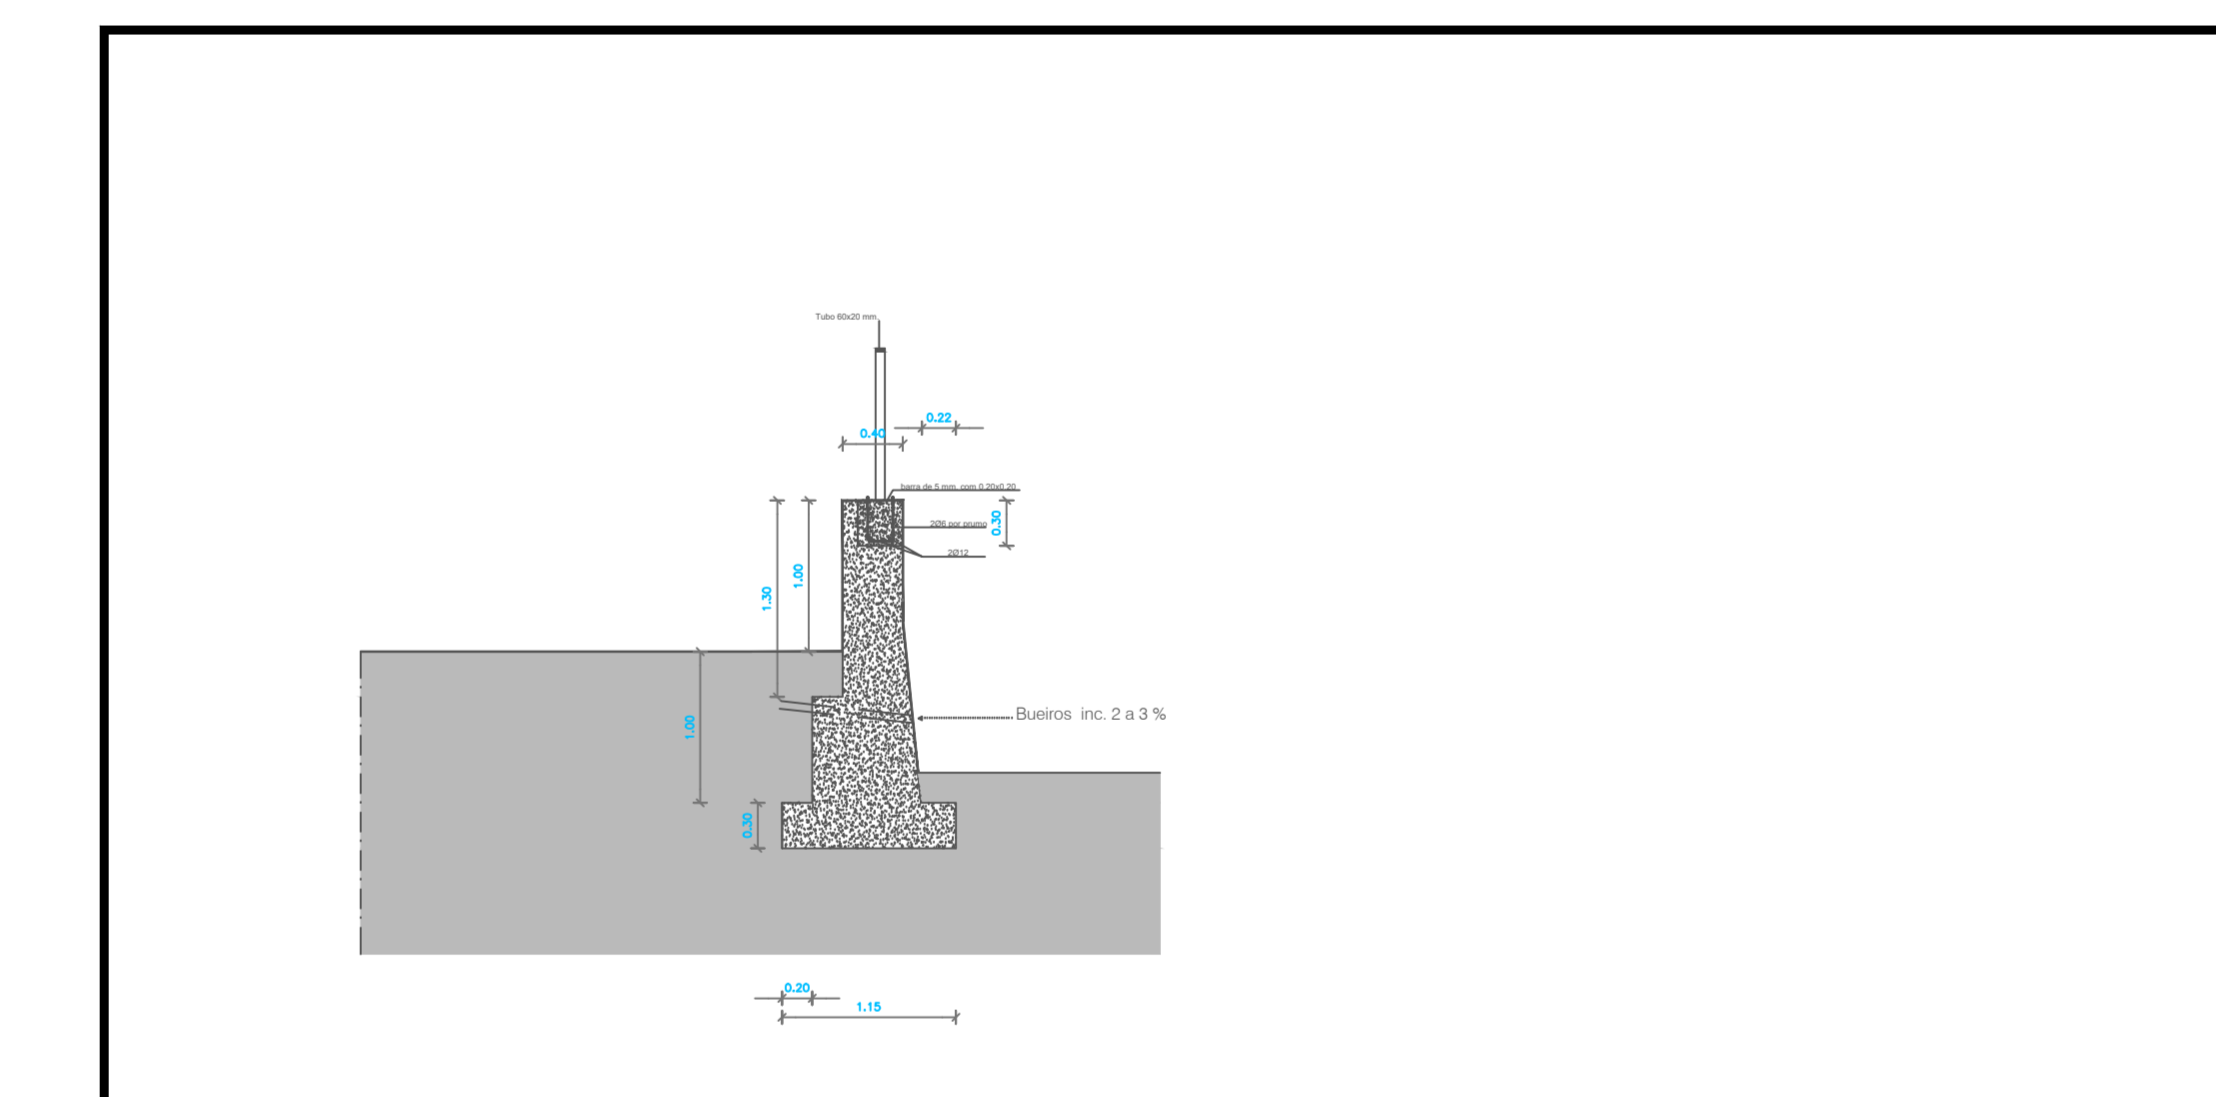 Tubo 60x20 mm
0.22
0.40
barra de 5 mm. com 0.20x0.20
2Ø6 por prumo
0.30
2Ø12
1.00
1.30
Bueiros inc. 2 a 3 %
1.00
0.30
0.20
1.15